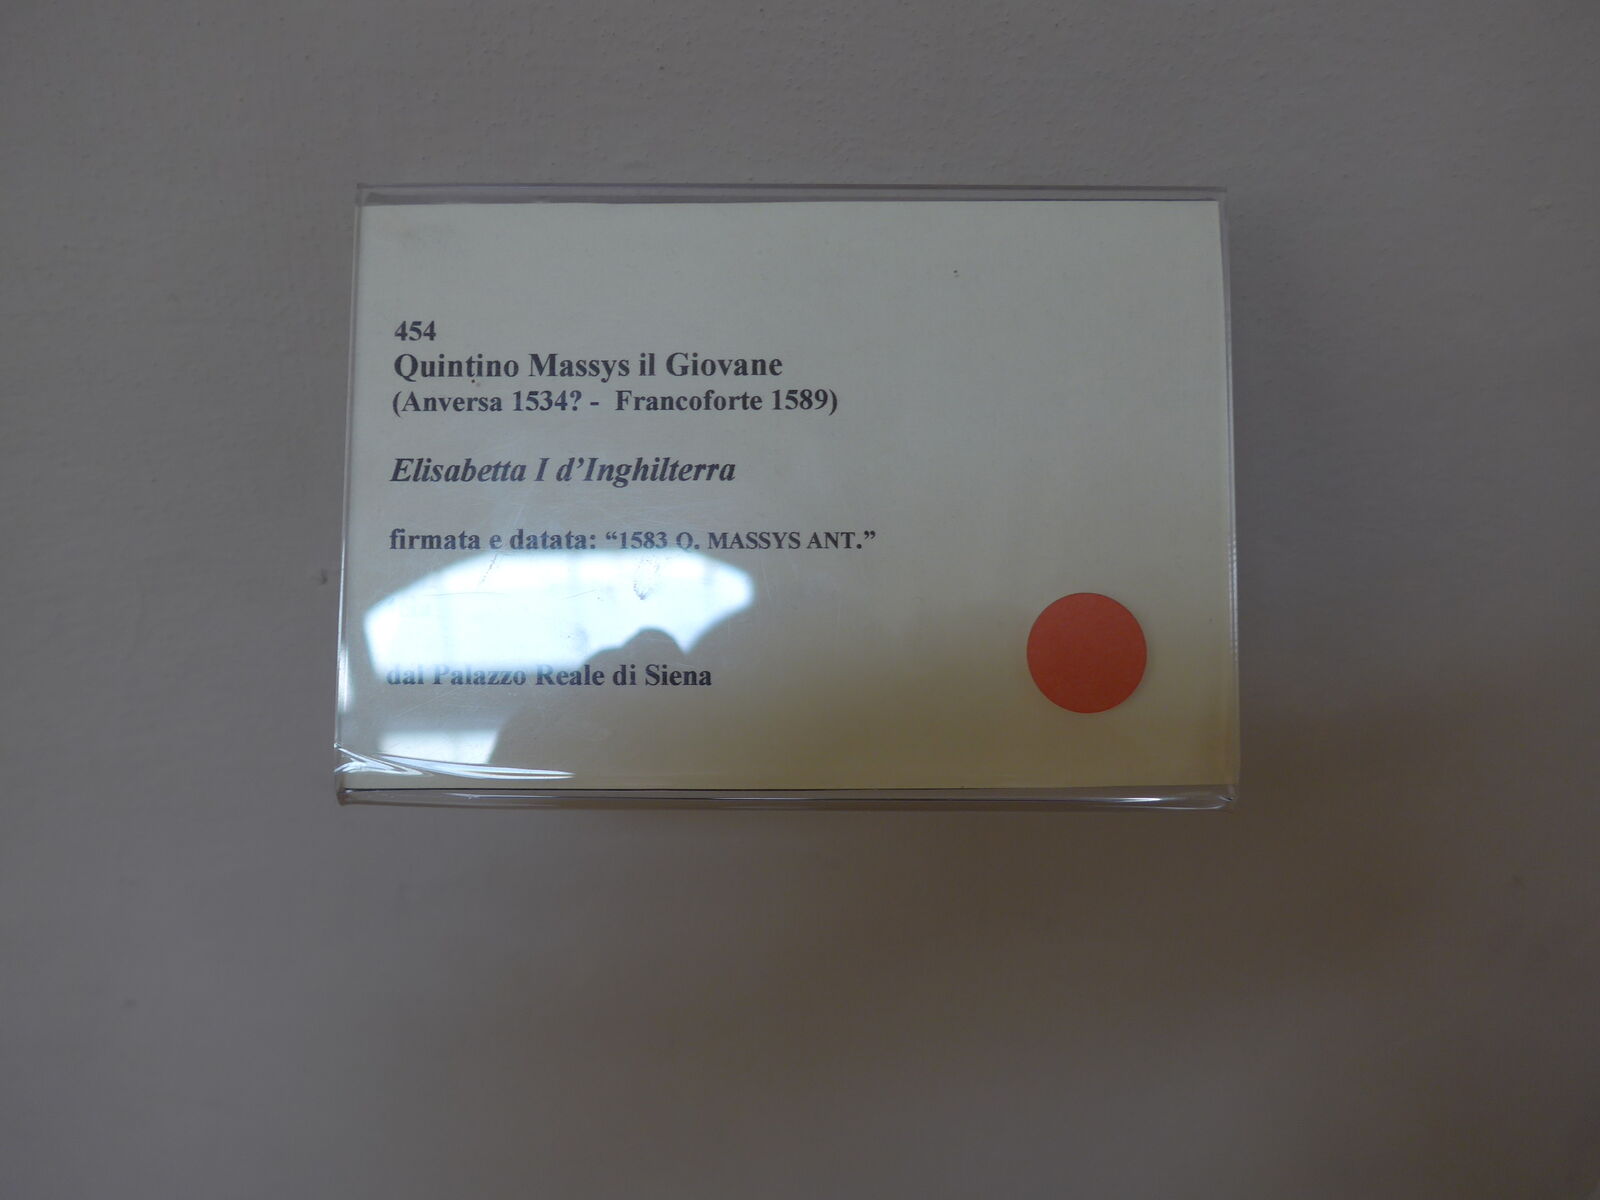 454
Quintino Massys il Giovane
(Anversa 1534? - Francoforte 1589)
Elisabetta I d’Inghilterra
firmata e datata: “1583 Q. MASSYS ANT.”
dal Palazzo Reale di Siena